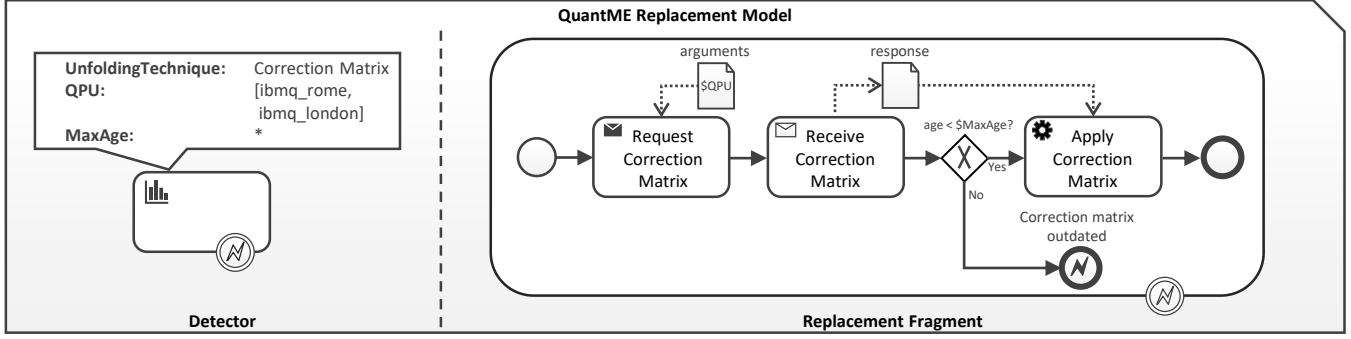 QuantME Replacement Model
UnfoldingTechnique: Correction Matrix
QPU: [ibmq_rome,
ibmq_london]
MaxAge: *
Detector
arguments
$QPU
response
Request
Correction
Matrix
Receive
Correction
Matrix
age < $MaxAge?
X
Yes
No
Apply
Correction
Matrix
Correction matrix
outdated
Replacement Fragment